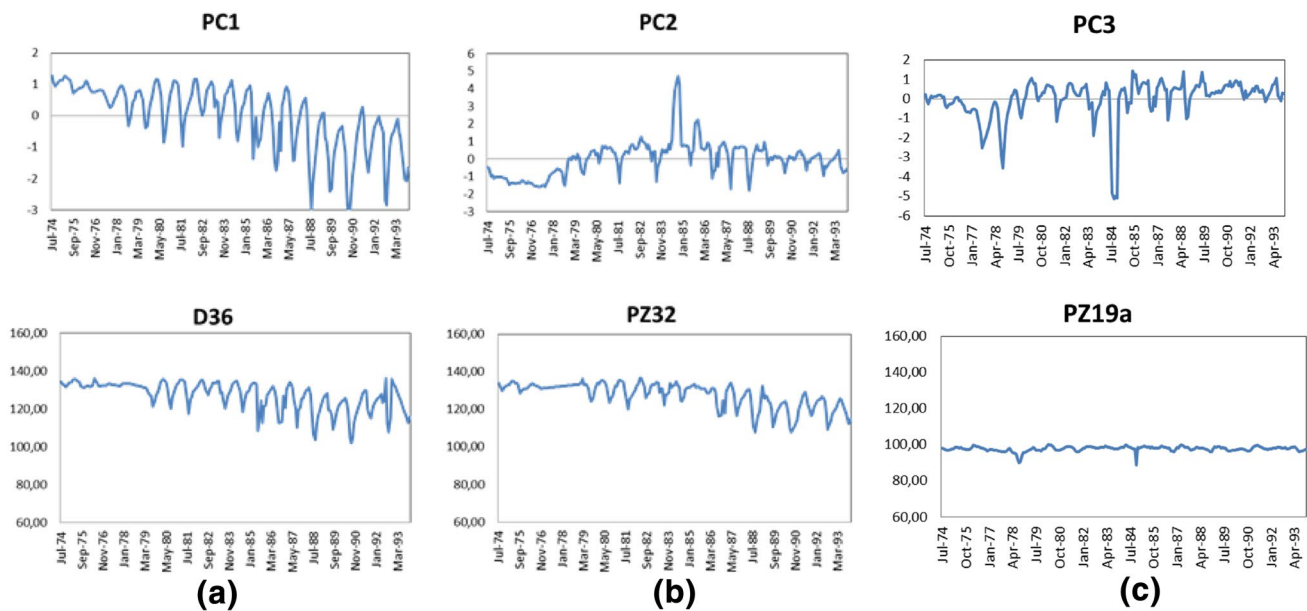 PC1
2
1
0
-1
-2
-3
Jul-74
Sep-75
Nov-76
Jan-78
Mar-79
May-80
Jul-81
Sep-82
Nov-83
Jan-85
Mar-86
May-87
Jul-88
Sep-89
Nov-90
Jan-92
Mar-93
PC2
6
5
4
3
2
1
0
-1
-2
-3
Jul-74
Sep-75
Nov-76
Jan-78
Mar-79
May-80
Jul-81
Sep-82
Nov-83
Jan-85
Mar-86
May-87
Jul-88
Sep-89
Nov-90
Jan-92
Mar-93
PC3
2
1
0
-1
-2
-3
-4
-5
-6
Jul-74
Oct-75
Jan-77
Apr-78
Jul-79
Oct-80
Jan-82
Apr-83
Jul-84
Oct-85
Jan-87
Apr-88
Jul-89
Oct-90
Jan-92
Apr-93
D36
160,00
140,00
120,00
100,00
80,00
60,00
Jul-74
Sep-75
Nov-76
Jan-78
Mar-79
May-80
Jul-81
Sep-82
Nov-83
Jan-85
Mar-86
May-87
Jul-88
Sep-89
Nov-90
Jan-92
Mar-93
(a)
PZ32
160,00
140,00
120,00
100,00
80,00
60,00
Jul-74
Sep-75
Nov-76
Jan-78
Mar-79
May-80
Jul-81
Sep-82
Nov-83
Jan-85
Mar-86
May-87
Jul-88
Sep-89
Nov-90
Jan-92
Mar-93
(b)
PZ19a
160,00
140,00
120,00
100,00
80,00
60,00
Jul-74
Oct-75
Jan-77
Apr-78
Jul-79
Oct-80
Jan-82
Apr-83
Jul-84
Oct-85
Jan-87
Apr-88
Jul-89
Oct-90
Jan-92
Apr-93
(c)